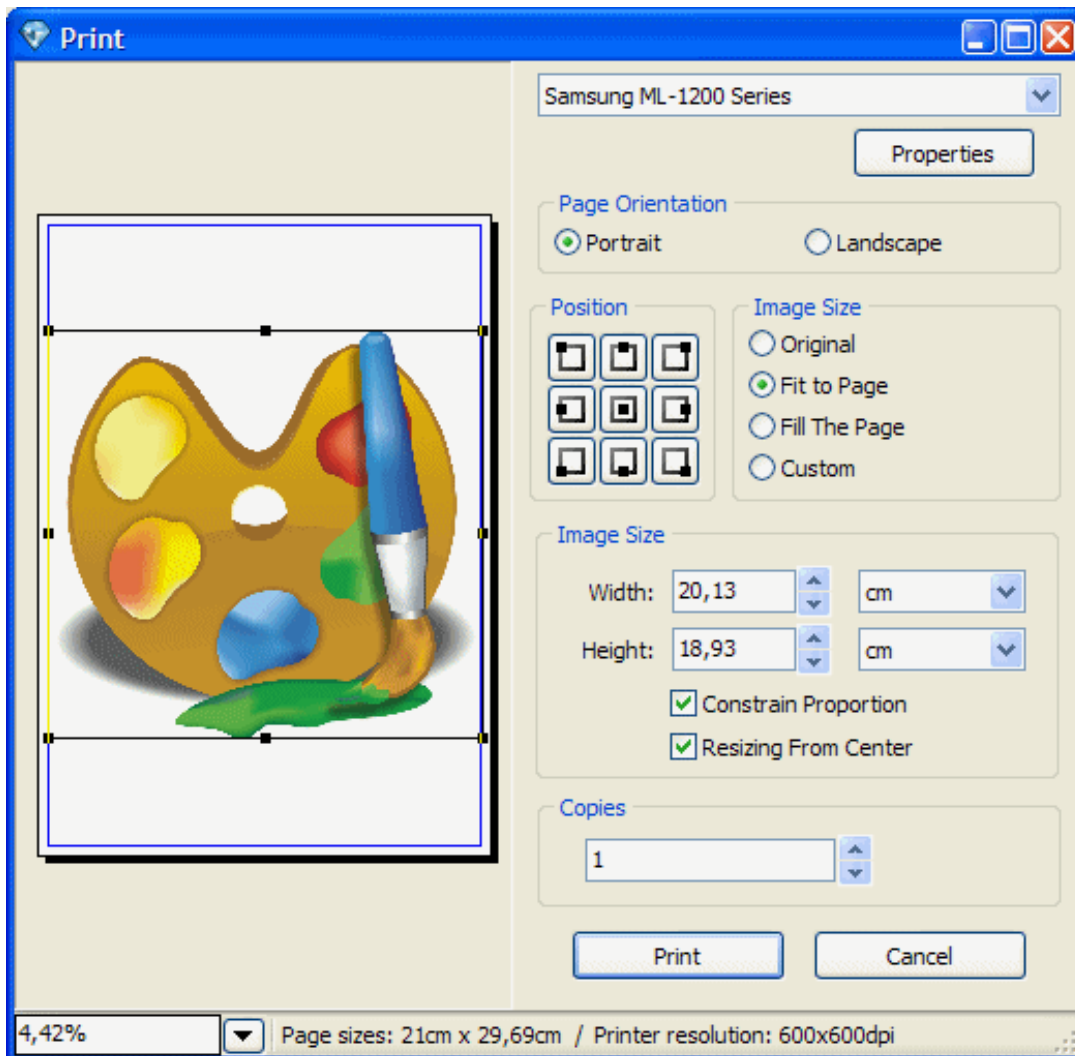 Print
Samsung ML-1200 Series
Properties
Page Orientation
Portrait
Landscape
Position
Image Size
Original
Fit to Page
Fill The Page
Custom
Image Size
Width: 20,13 cm
Height: 18,93 cm
Constrain Proportion
Resizing From Center
Copies
1
Print
Cancel
4,42%
Page sizes: 21cm x 29,69cm / Printer resolution: 600x600dpi